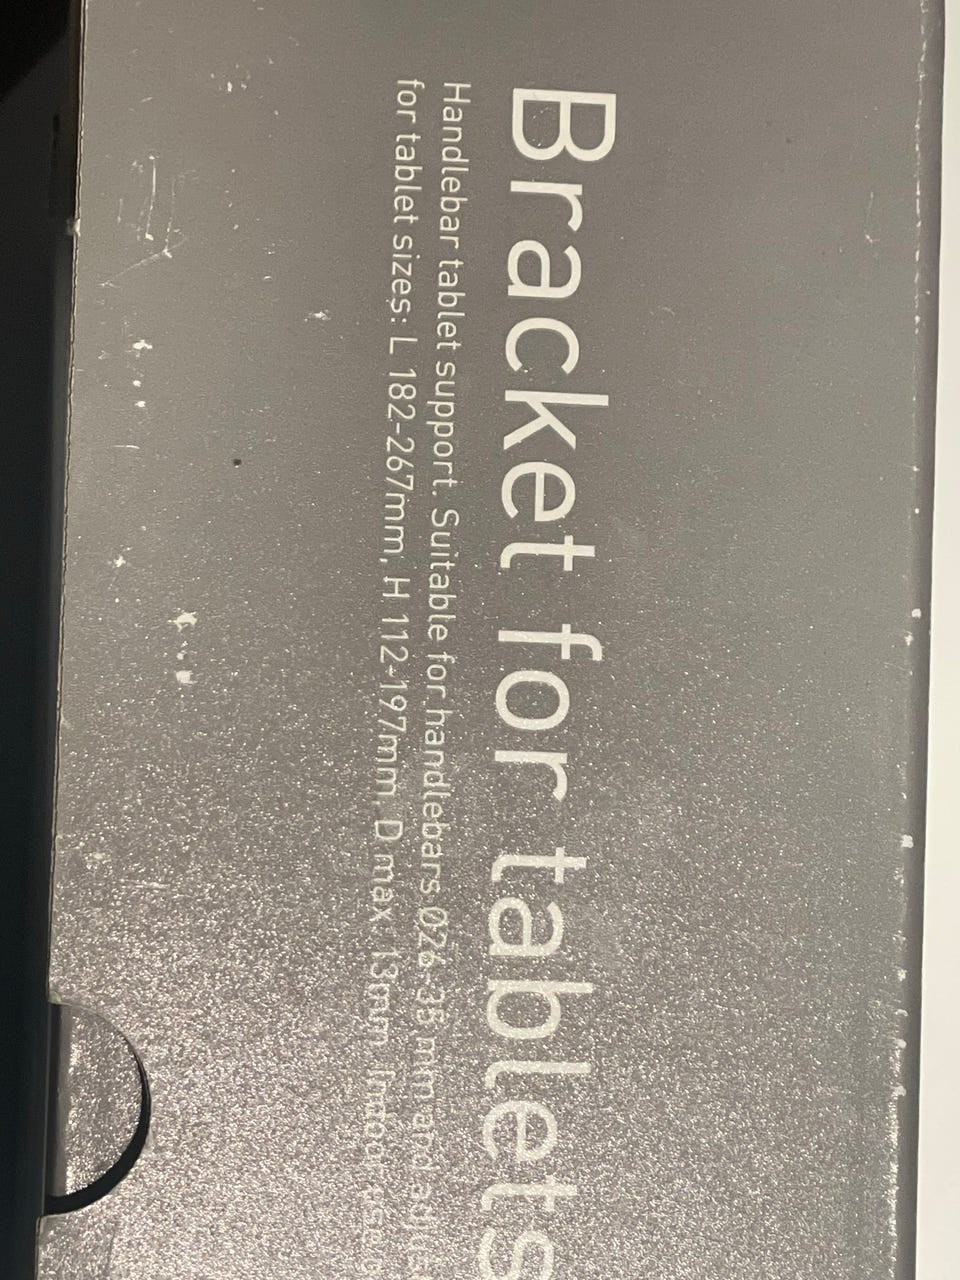 Bracket for tablets
Handlebar tablet support. Suitable for handlebars Ø26-35 mm and
for tablet sizes: L 182-267mm, H 112-197mm, D max. 13mm. Indoor